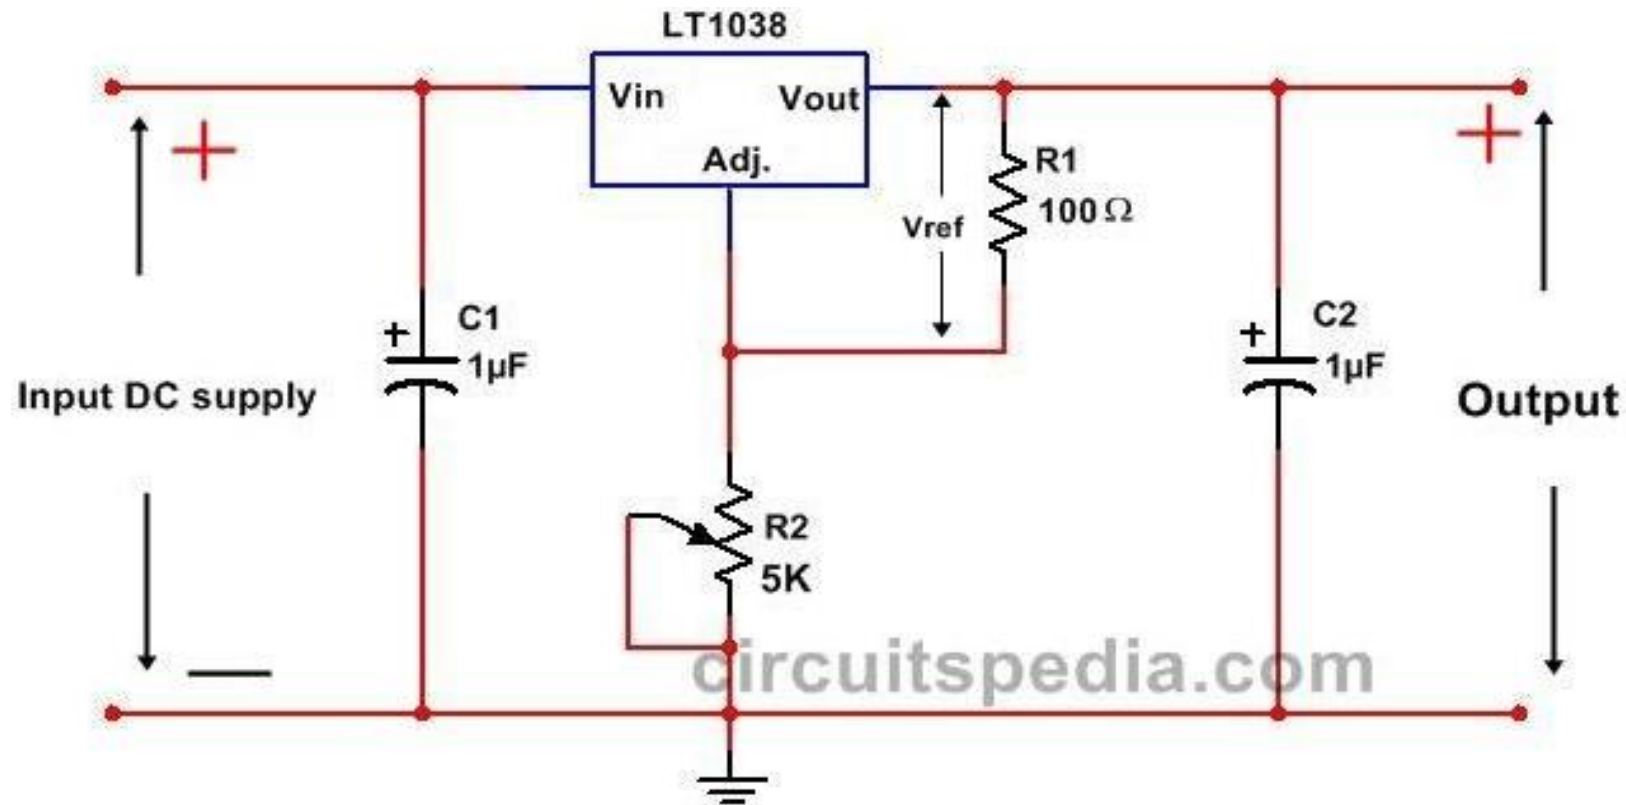 LT1038
Vin
Vout
Adj.
+
+
R1
100 Ω
Vref
C1
+
1µF
C2
+
1µF
Input DC supply
Output
R2
5K
—
circuitspedia.com